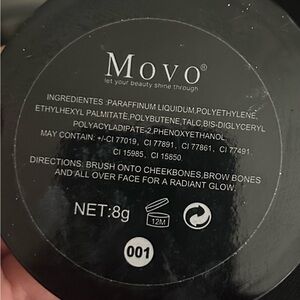 MOVO®
let your beauty shine through
INGREDIENTES :PARAFFINUM LIQUIDUM,POLYETHYLENE,
ETHYLHEXYL PALMITATE,POLYBUTENE,TALC,BIS-DIGLYCERYL
POLYACYLADIPATE-2,PHENOXYETHANOL.
MAY CONTAIN: +/-CI 77019, CI 77891, CI 77861, CI 77491
CI 15985, CI 15850
DIRECTIONS: BRUSH ONTO CHEEKBONES,BROW BONES
AND ALL OVER FACE FOR A RADIANT GLOW.
NET:8g
12M
001